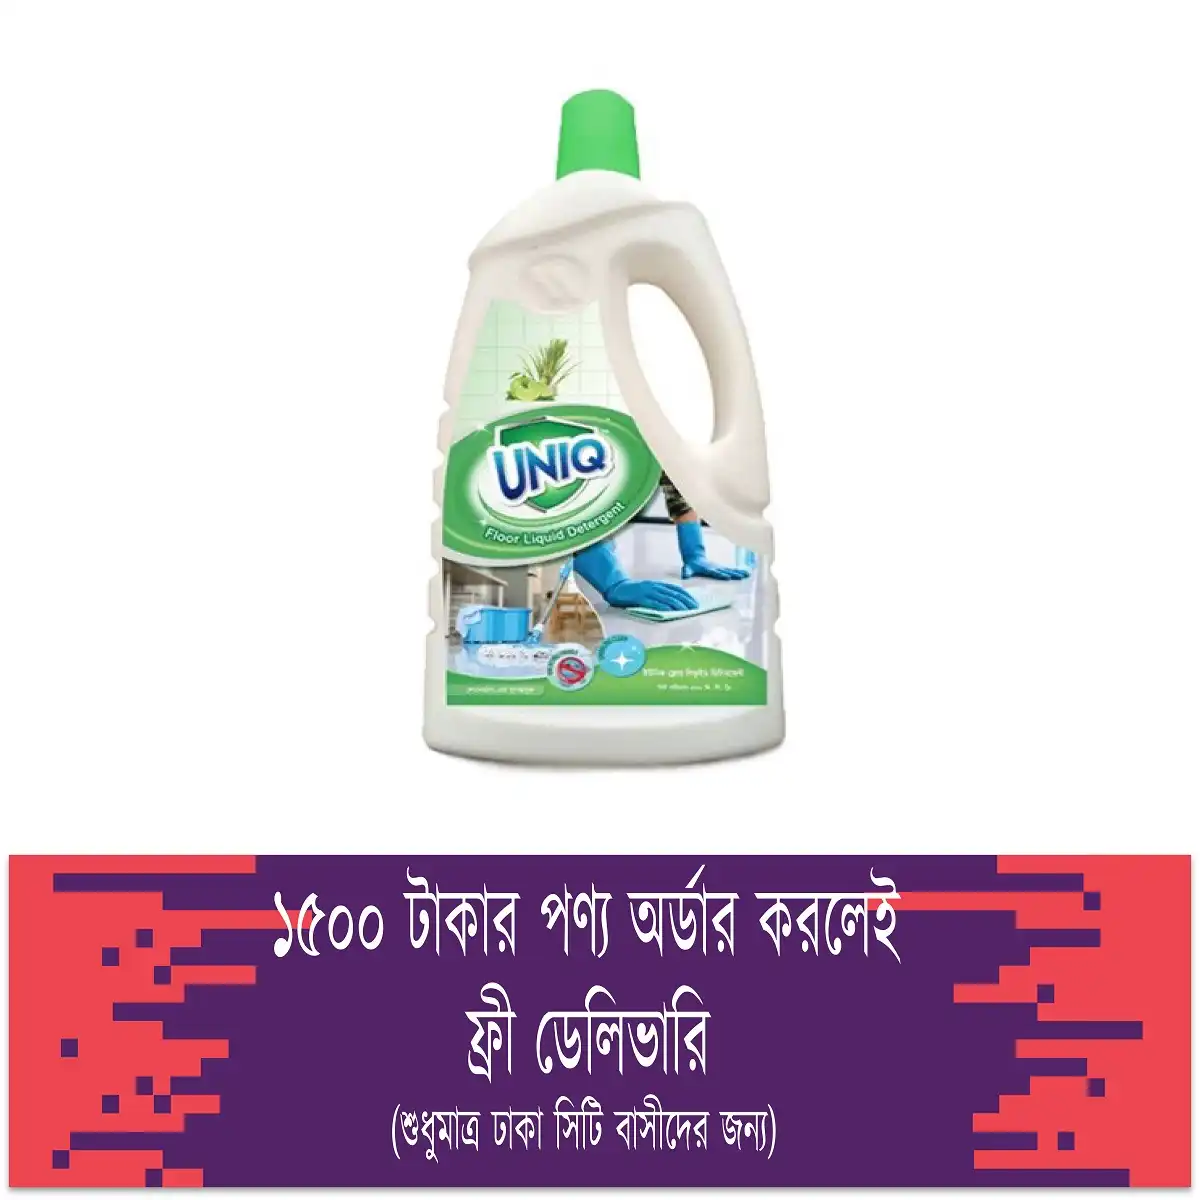 UNIQ
Floor Liquid Detergent
১৫০০ টাকার পণ্য অর্ডার করলেই
ফ্রী ডেলিভারি
(শুধুমাত্র ঢাকা সিটি বাসীদের জন্য)